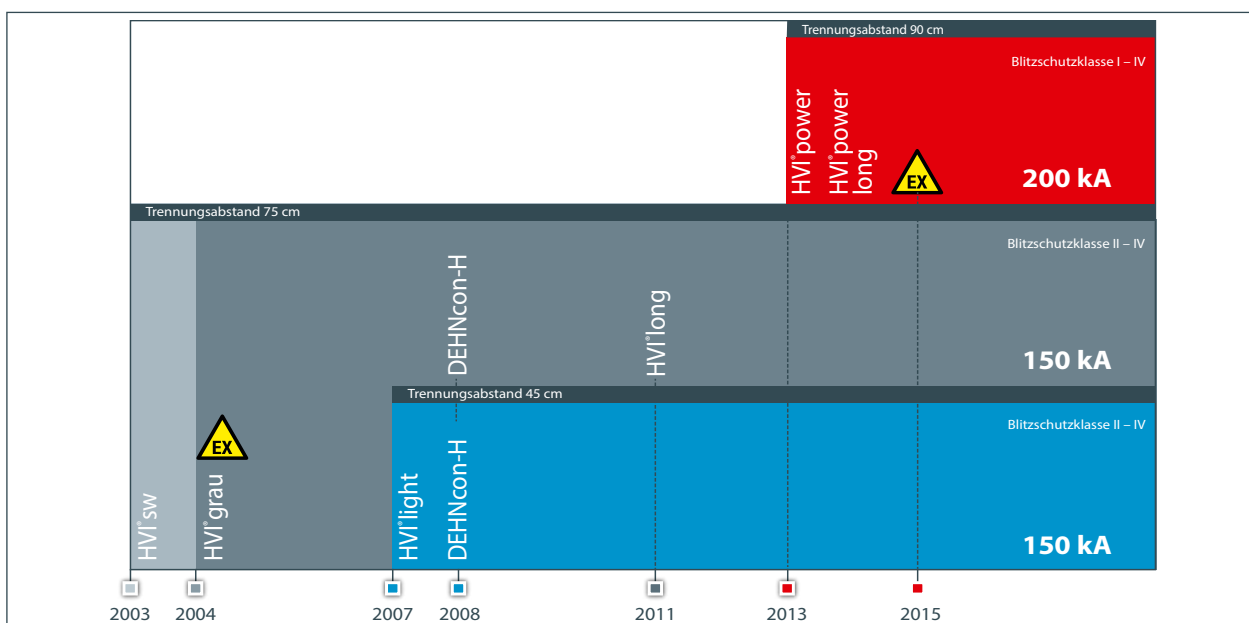 Trennungsabstand 90 cm
Blitzschutzklasse I – IV
HVI®power
HVI®power
long
EX
200 kA
Trennungsabstand 75 cm
Blitzschutzklasse II – IV
DEHNcon-H
HVI®long
150 kA
Trennungsabstand 45 cm
Blitzschutzklasse II – IV
EX
HVI®sw
HVI®grau
HVI®light
DEHNcon-H
150 kA
2003
2004
2007
2008
2011
2013
2015